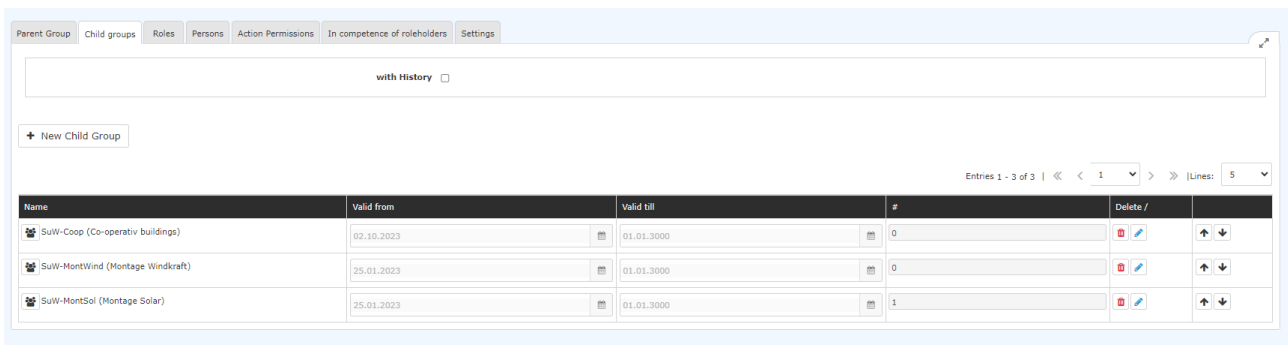 Parent Group Child groups Roles Persons Action Permissions In competence of roleholders Settings
with History
+ New Child Group
Entries 1 - 3 of 3 | 1 |Lines: 5
Name Valid from Valid till # Delete /
SuW-Coop (Co-operativ buildings) 02.10.2023 01.01.3000 0
SuW-MontWind (Montage Windkraft) 25.01.2023 01.01.3000 0
SuW-MontSol (Montage Solar) 25.01.2023 01.01.3000 1